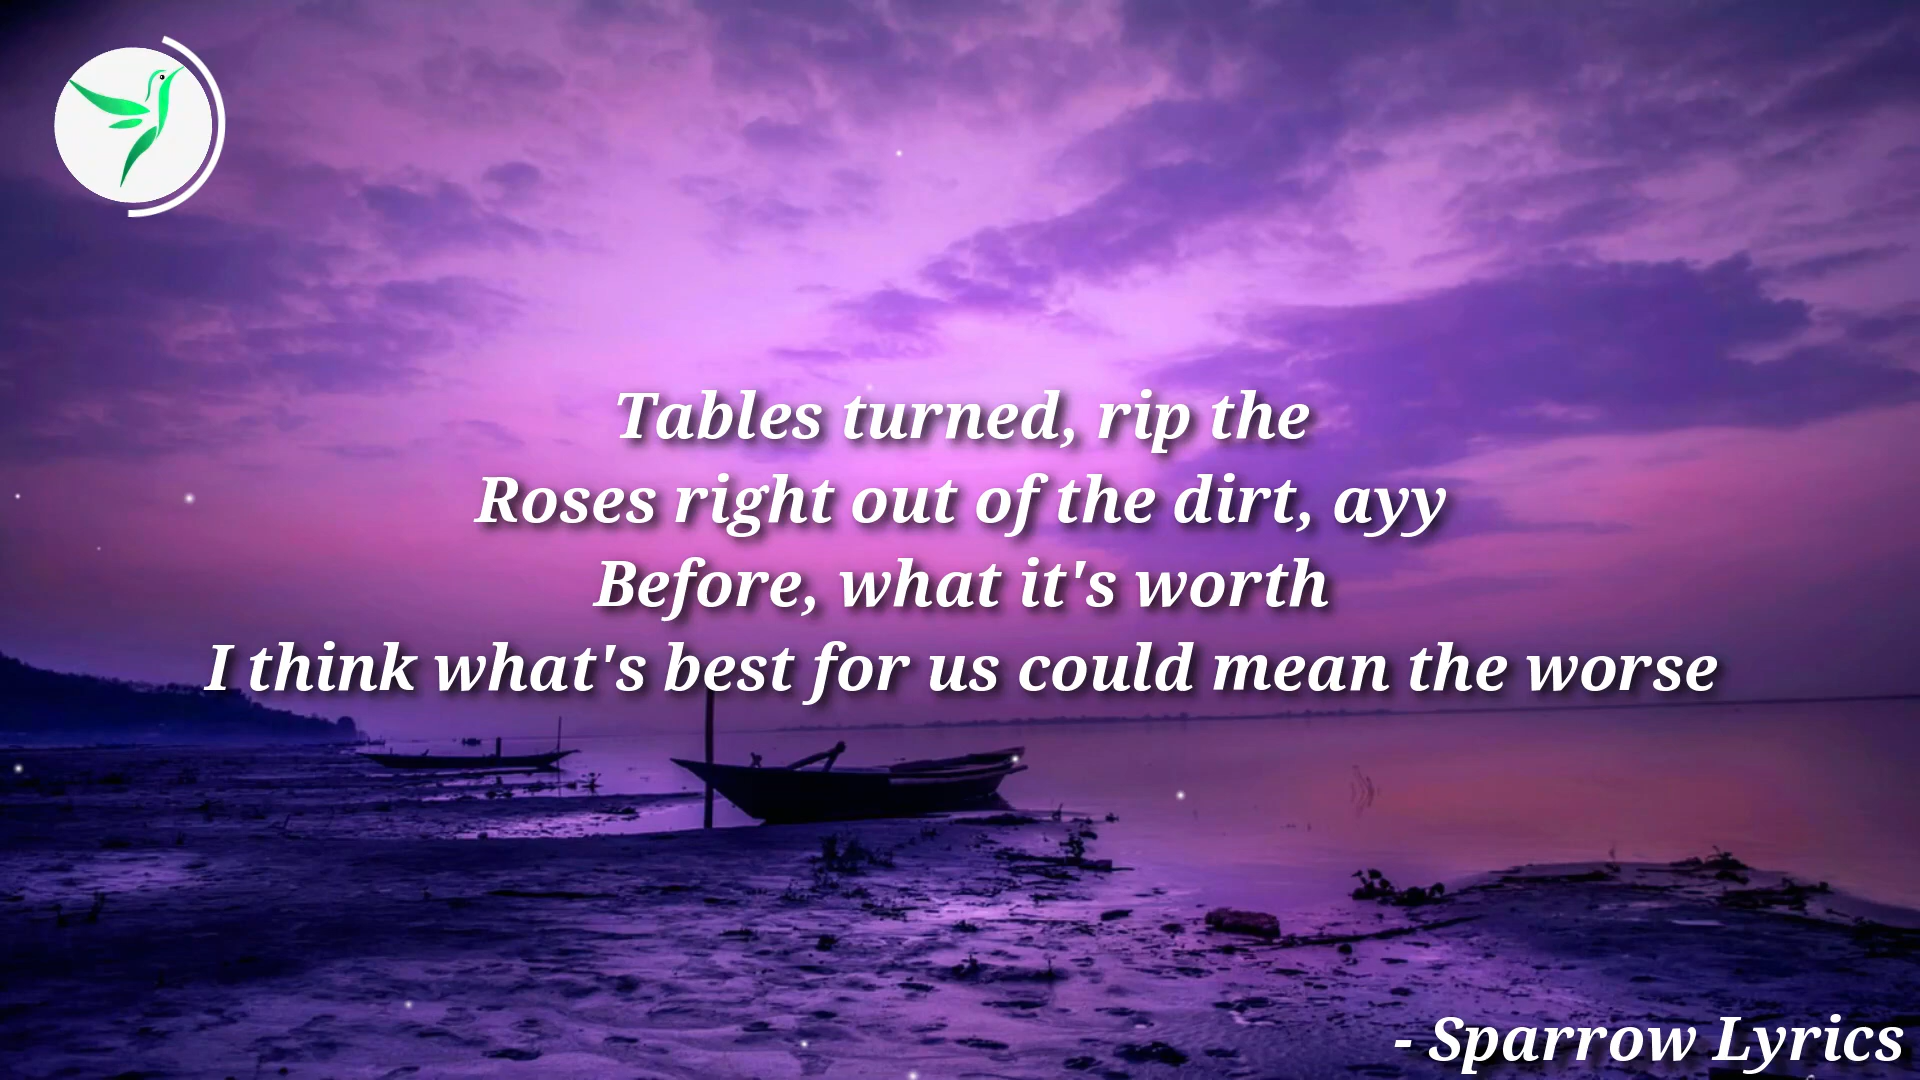 Tables turned, rip the
Roses right out of the dirt, ayy
Before, what it's worth
I think what's best for us could mean the worse
- Sparrow Lyrics